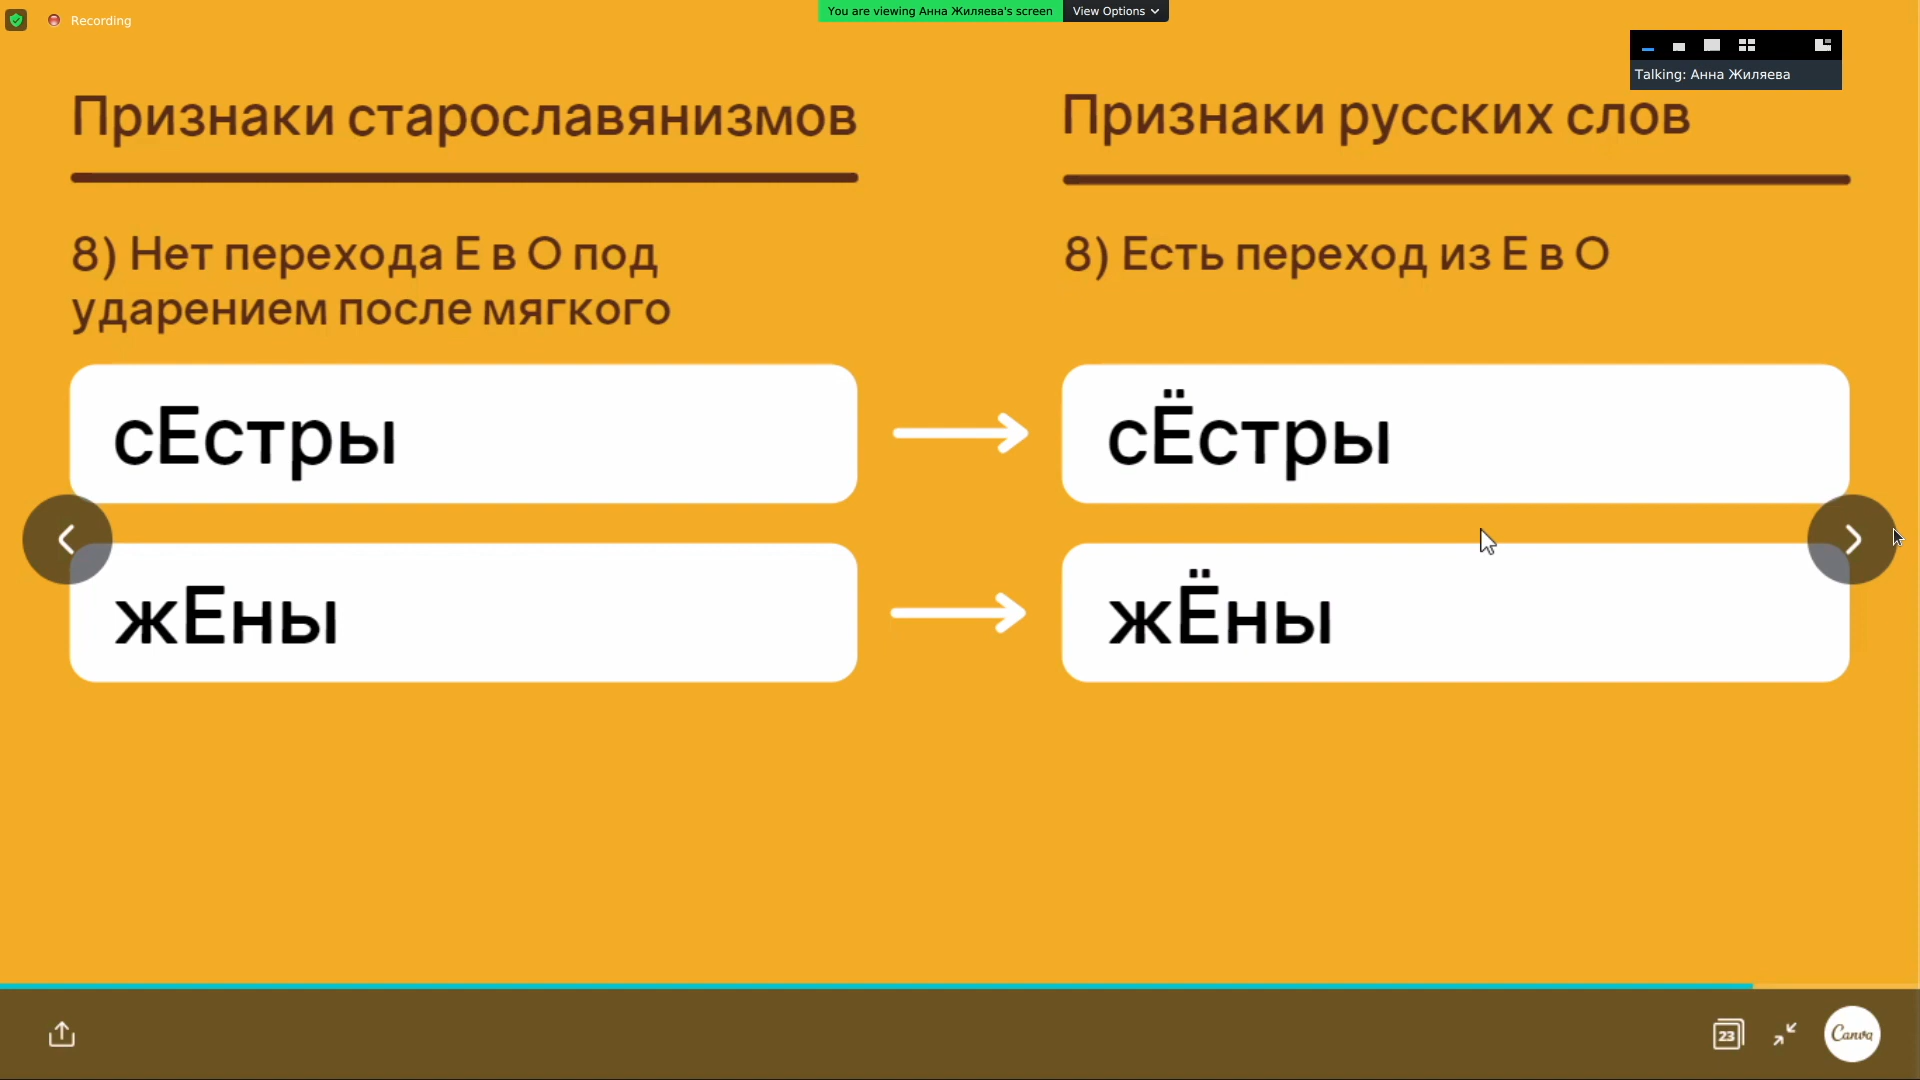 Recording
You are viewing Анна Жиляева's screen
View Options
Talking: Анна Жиляева
Признаки старославянизмов
Признаки русских слов
8) Нет перехода Е в О под
ударением после мягкого
8) Есть переход из Е в О
сЕстры
сЁстры
жЕны
жЁны
23
Canva